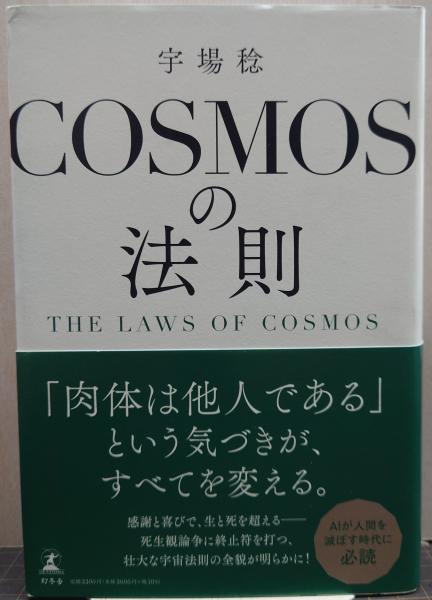 宇場稔
COSMOS
の
法則
THE LAWS OF COSMOS
「肉体は他人である」
という気づきが、
すべてを変える。
感謝と喜びで、生と死を超える——
死生観論争に終止符を打つ、
壮大な宇宙法則の全貌が明らかに!
AIが人間を
滅ぼす時代に
必読
幻冬舎